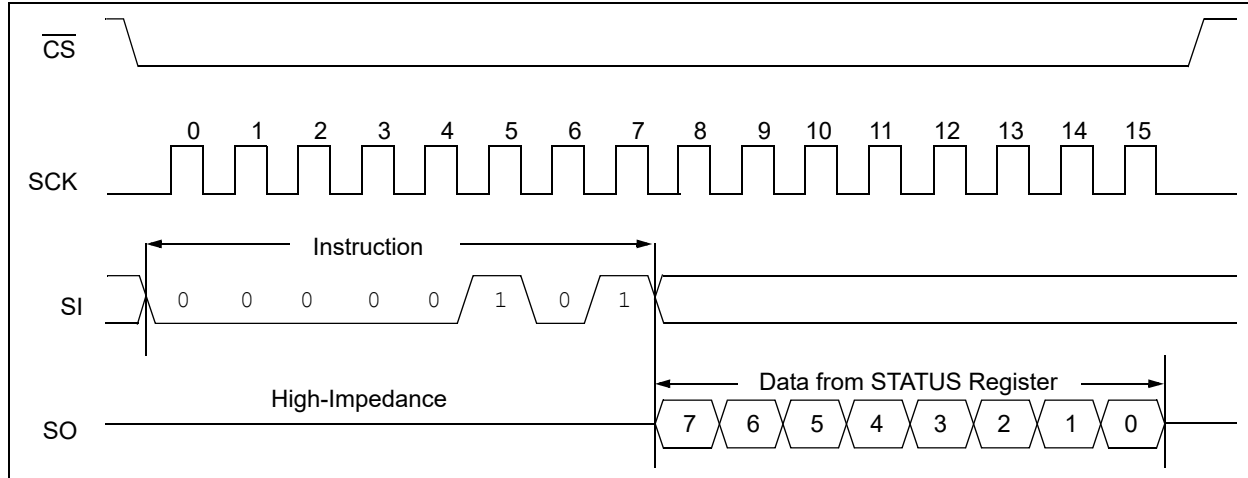 CS
0 1 2 3 4 5 6 7 8 9 10 11 12 13 14 15
SCK
Instruction
SI 0 0 0 0 0 1 0 1
Data from STATUS Register
High-Impedance
SO 7 6 5 4 3 2 1 0